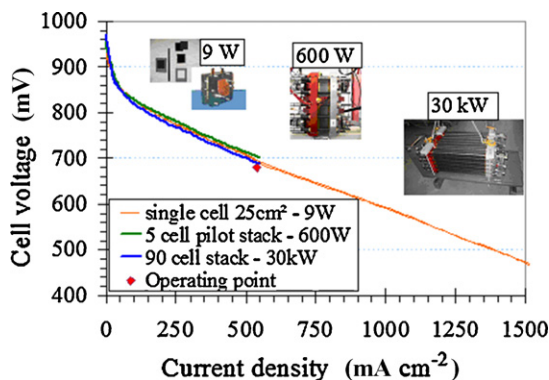 1000
900
800
700
600
500
400
Cell voltage (mV)
9 W
600 W
30 kW
single cell 25cm² - 9W
5 cell pilot stack - 600W
90 cell stack - 30kW
Operating point
0
250
500
750
1000
1250
1500
Current density (mA cm⁻²)